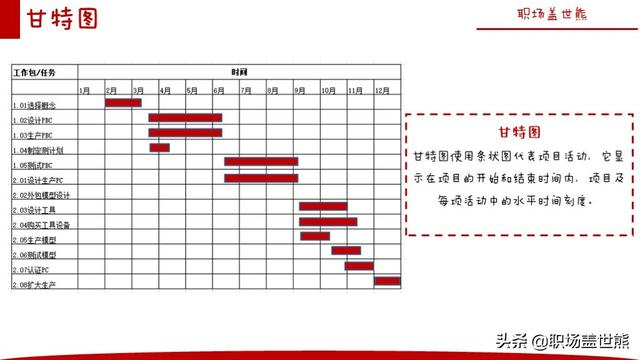 甘特图
职场盖世熊
工作包/任务
时间
1月 2月 3月 4月 5月 6月 7月 8月 9月 10月 11月 12月
1.01选择概念
1.02设计PBC
1.03生产PBC
1.04制定测计划
1.05测试PBC
2.01设计生产PC
2.02外包模型设计
2.03设计工具
2.04购买工具设备
2.05生产模型
2.06测试模型
2.07认证PC
2.08扩大生产
甘特图
甘特图使用条状图代表项目活动，它显
示在项目的开始和结束时间内，项目及
每项活动中的水平时间刻度。
头条 @职场盖世熊